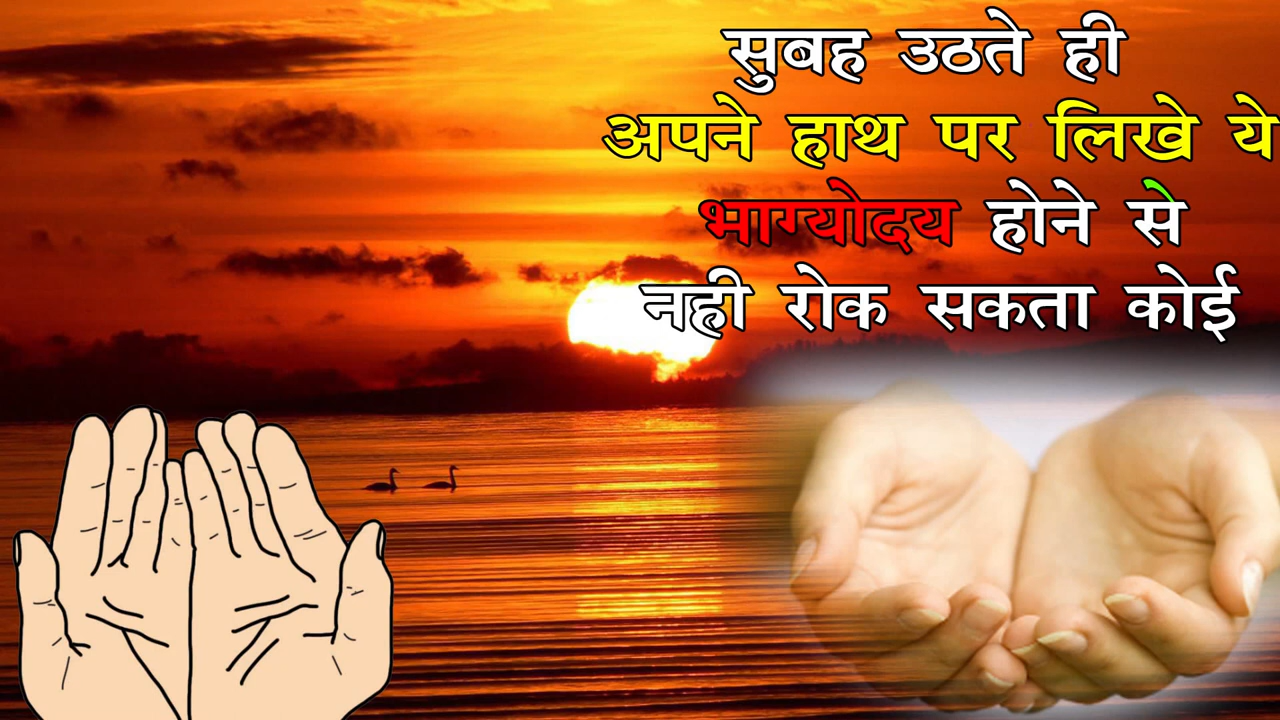 सुबह उठते ही
अपने हाथ पर लिखे ये
भाग्योदय होने से
नही रोक सकता कोई